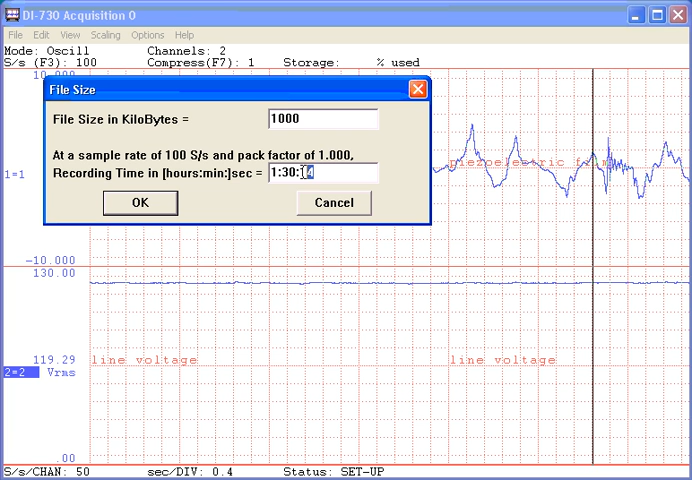 DI-730 Acquisition 0
File Edit View Scaling Options Help
Mode: Oscill Channels: 2
S/s (F3): 100 Compress(F7): 1 Storage: % used
File Size
File Size in KiloBytes = 1000
At a sample rate of 100 S/s and pack factor of 1.000,
Recording Time in [hours:min:]sec = 1:30:
OK Cancel
piezoelectric
1=1
-10.000
130.00
119.29
line voltage line voltage
2=2 Vrms
.00
S/s/CHAN: 50 sec/DIV: 0.4 Status: SET-UP